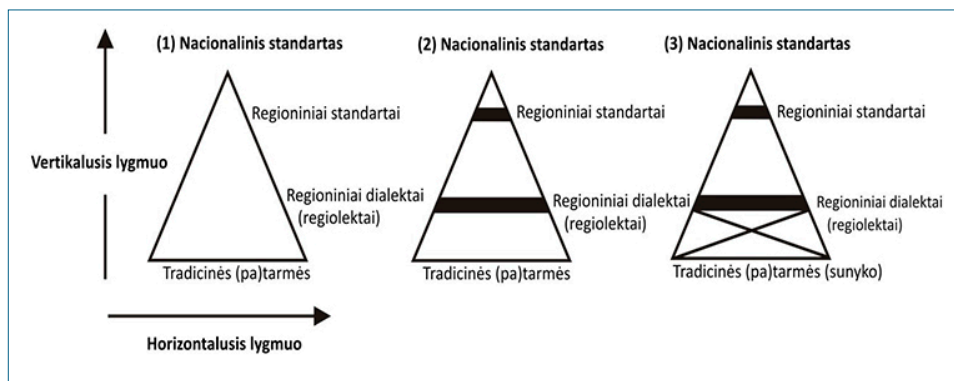 (1) Nacionalinis standartas
(2) Nacionalinis standartas
(3) Nacionalinis standartas
Regioniniai standartai
Regioniniai standartai
Regioniniai standartai
Vertikalusis lygmuo
Regioniniai dialektai
(regiolektai)
Regioniniai dialektai
(regiolektai)
Regioniniai dialektai
(regiolektai)
Tradicinės (pa)tarmės
Tradicinės (pa)tarmės
Tradicinės (pa)tarmės (sunyko)
Horizontalusis lygmuo